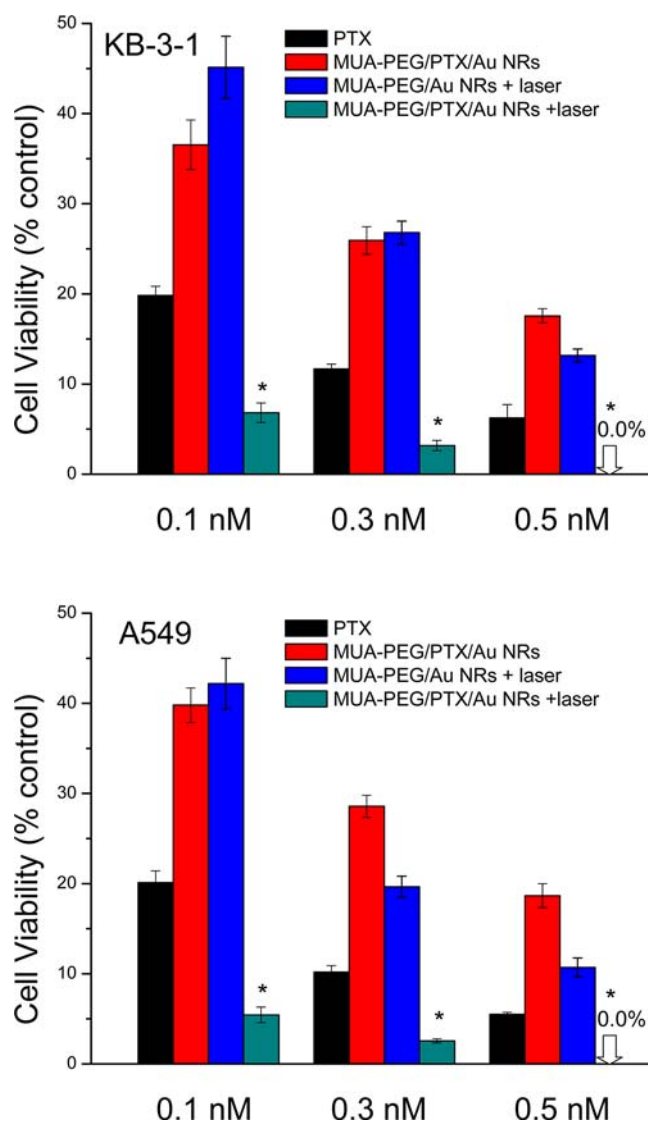 KB-3-1
PTX
MUA-PEG/PTX/Au NRs
MUA-PEG/Au NRs + laser
MUA-PEG/PTX/Au NRs +laser
Cell Viability (% control)
50
40
30
20
10
0
*
*
*
0.0%
0.1 nM
0.3 nM
0.5 nM
A549
PTX
MUA-PEG/PTX/Au NRs
MUA-PEG/Au NRs + laser
MUA-PEG/PTX/Au NRs +laser
Cell Viability (% control)
50
40
30
20
10
0
*
*
*
0.0%
0.1 nM
0.3 nM
0.5 nM